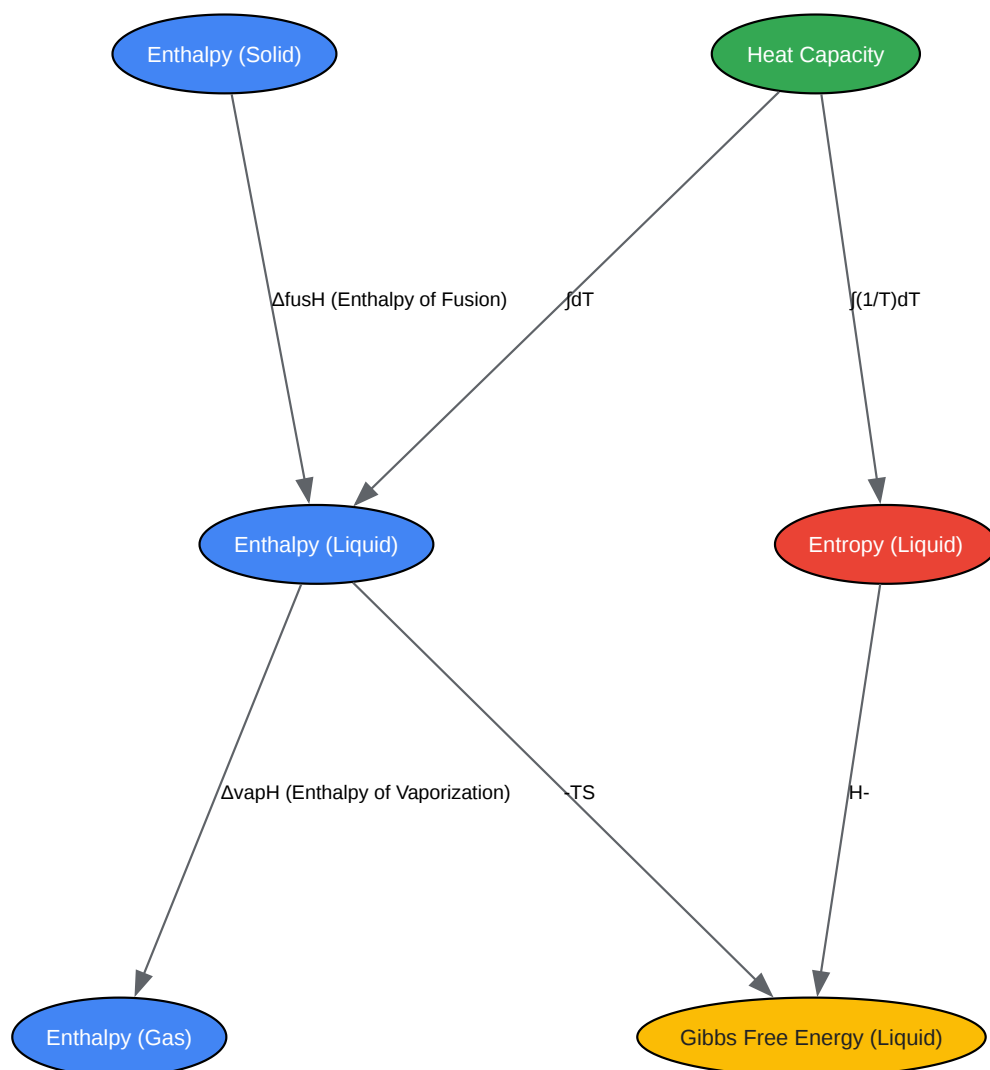 Enthalpy (Solid)
Heat Capacity
ΔfusH (Enthalpy of Fusion)
∫dT
∫(1/T)dT
Enthalpy (Liquid)
Entropy (Liquid)
ΔvapH (Enthalpy of Vaporization)
-TS
H-
Enthalpy (Gas)
Gibbs Free Energy (Liquid)